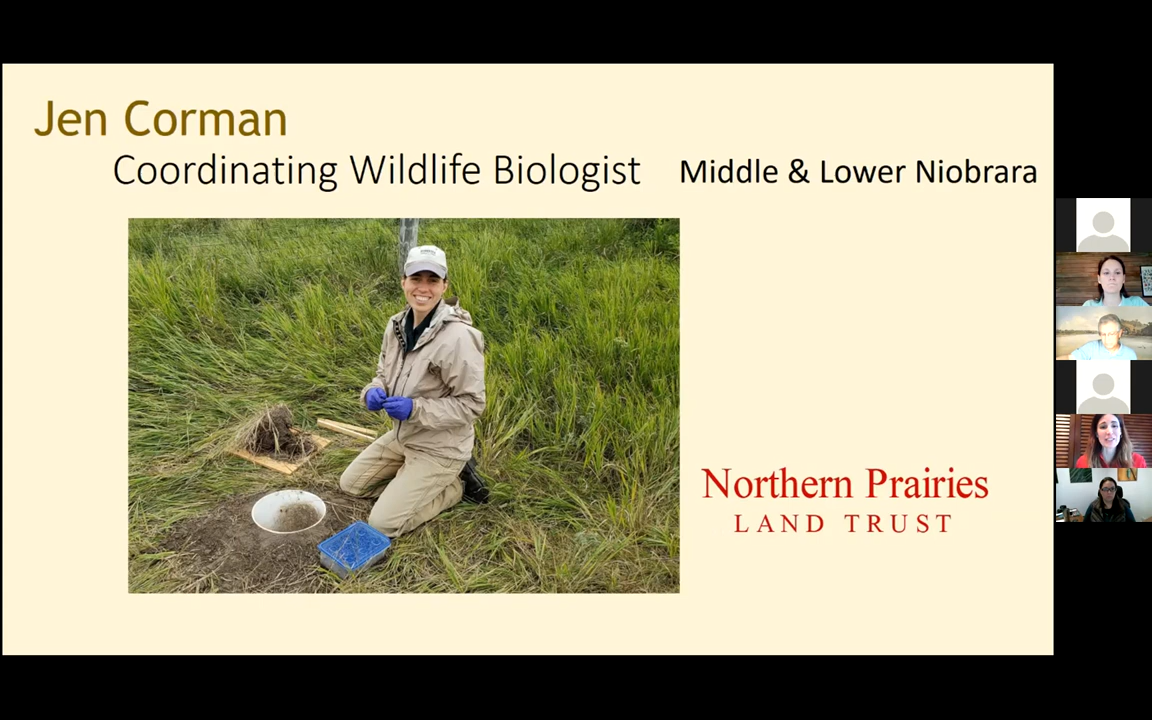 Jen Corman
Coordinating Wildlife Biologist Middle & Lower Niobrara
Northern Prairies
LAND TRUST